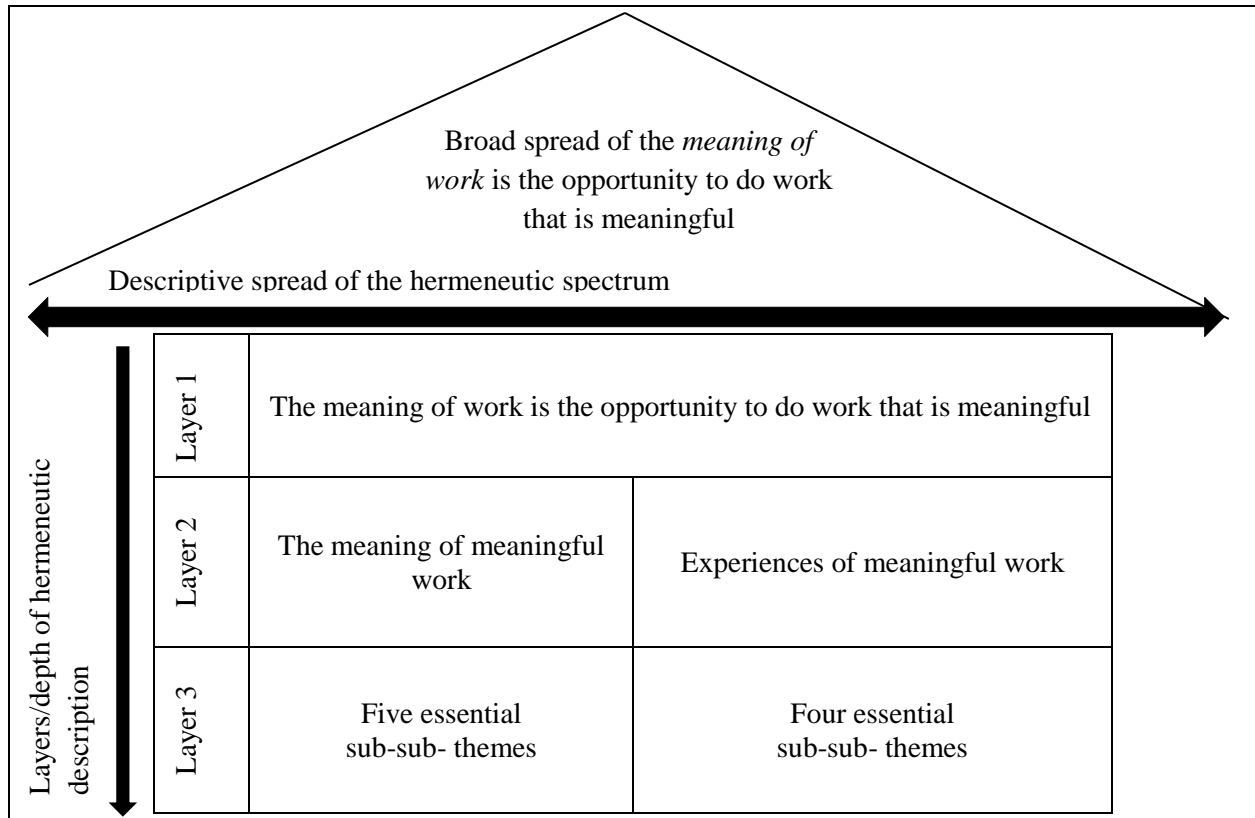 Broad spread of the meaning of
work is the opportunity to do work
that is meaningful
Descriptive spread of the hermeneutic spectrum
Layers/depth of hermeneutic
description
Layer 1
The meaning of work is the opportunity to do work that is meaningful
Layer 2
The meaning of meaningful
work
Experiences of meaningful work
Layer 3
Five essential
sub-sub- themes
Four essential
sub-sub- themes